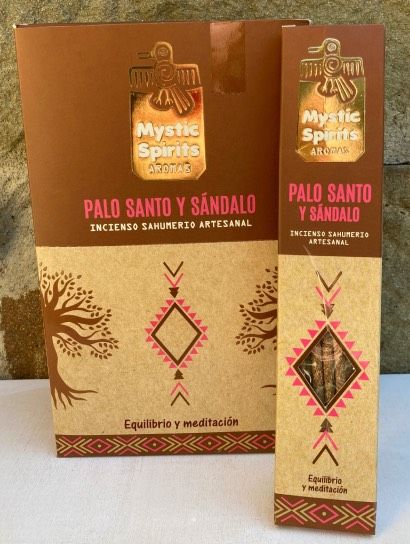 Mystic
Spirits
AROMAS
PALO SANTO Y SÁNDALO
INCIENSO SAHUMERIO ARTESANAL
Equilibrio y meditación
Mystic
Spirits
AROMAS
PALO SANTO
Y SÁNDALO
INCIENSO SAHUMERIO
ARTESANAL
Equilibrio
y meditación